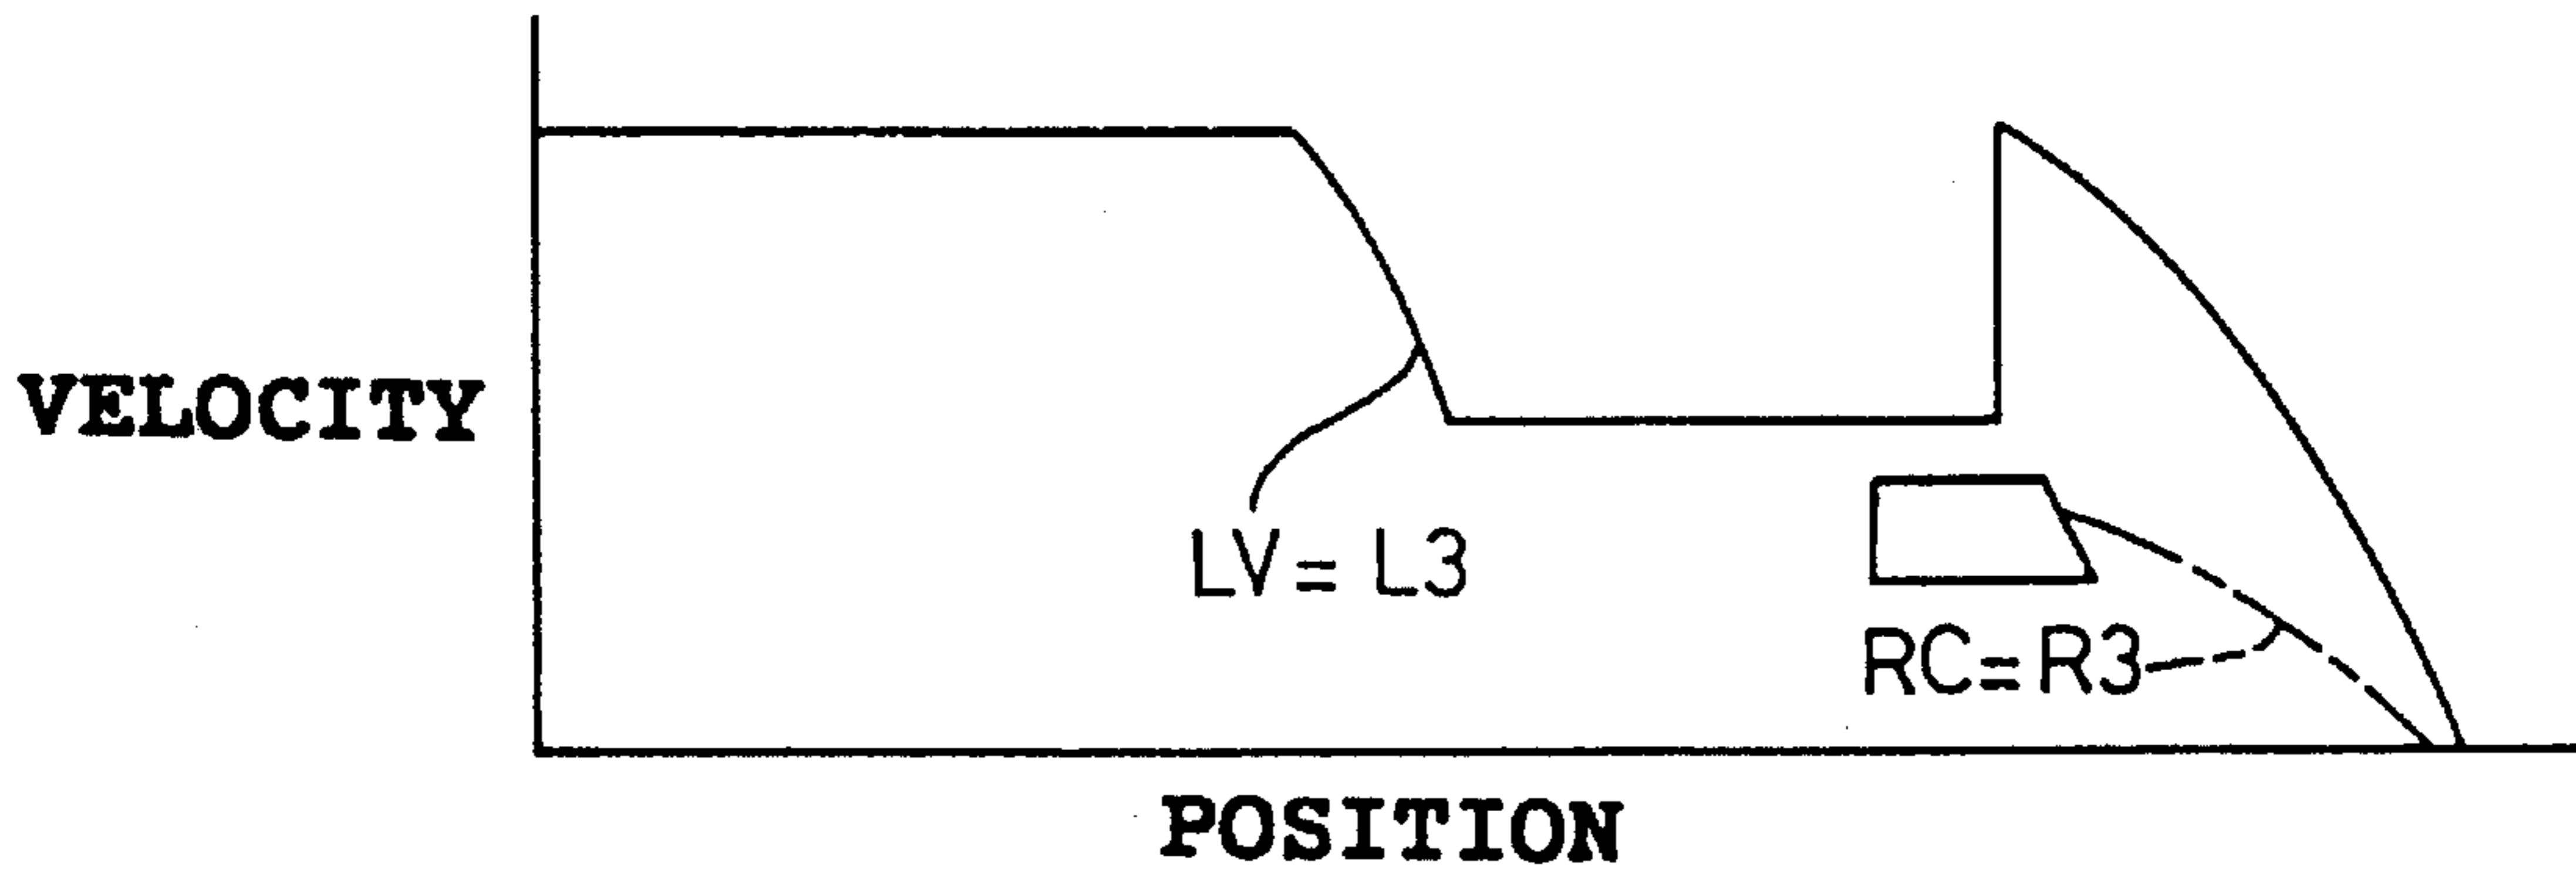 VELOCITY
LV = L3
RC=R3
POSITION